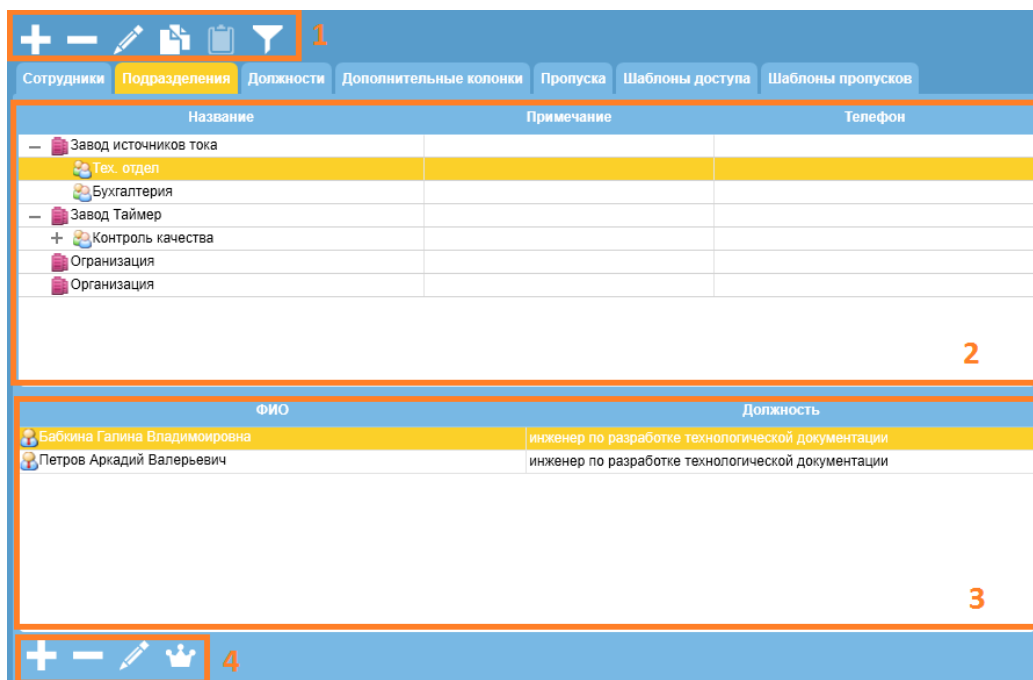 1
Сотрудники Подразделения Должности Дополнительные колонки Пропуска Шаблоны доступа Шаблоны пропусков
Название Примечание Телефон
Завод источников тока
Тех. отдел
Бухгалтерия
Завод Таймер
Контроль качества
Огранизация
Организация
2
ФИО Должность
Бабкина Галина Владимоировна инженер по разработке технологической документации
Петров Аркадий Валерьевич инженер по разработке технологической документации
3
4